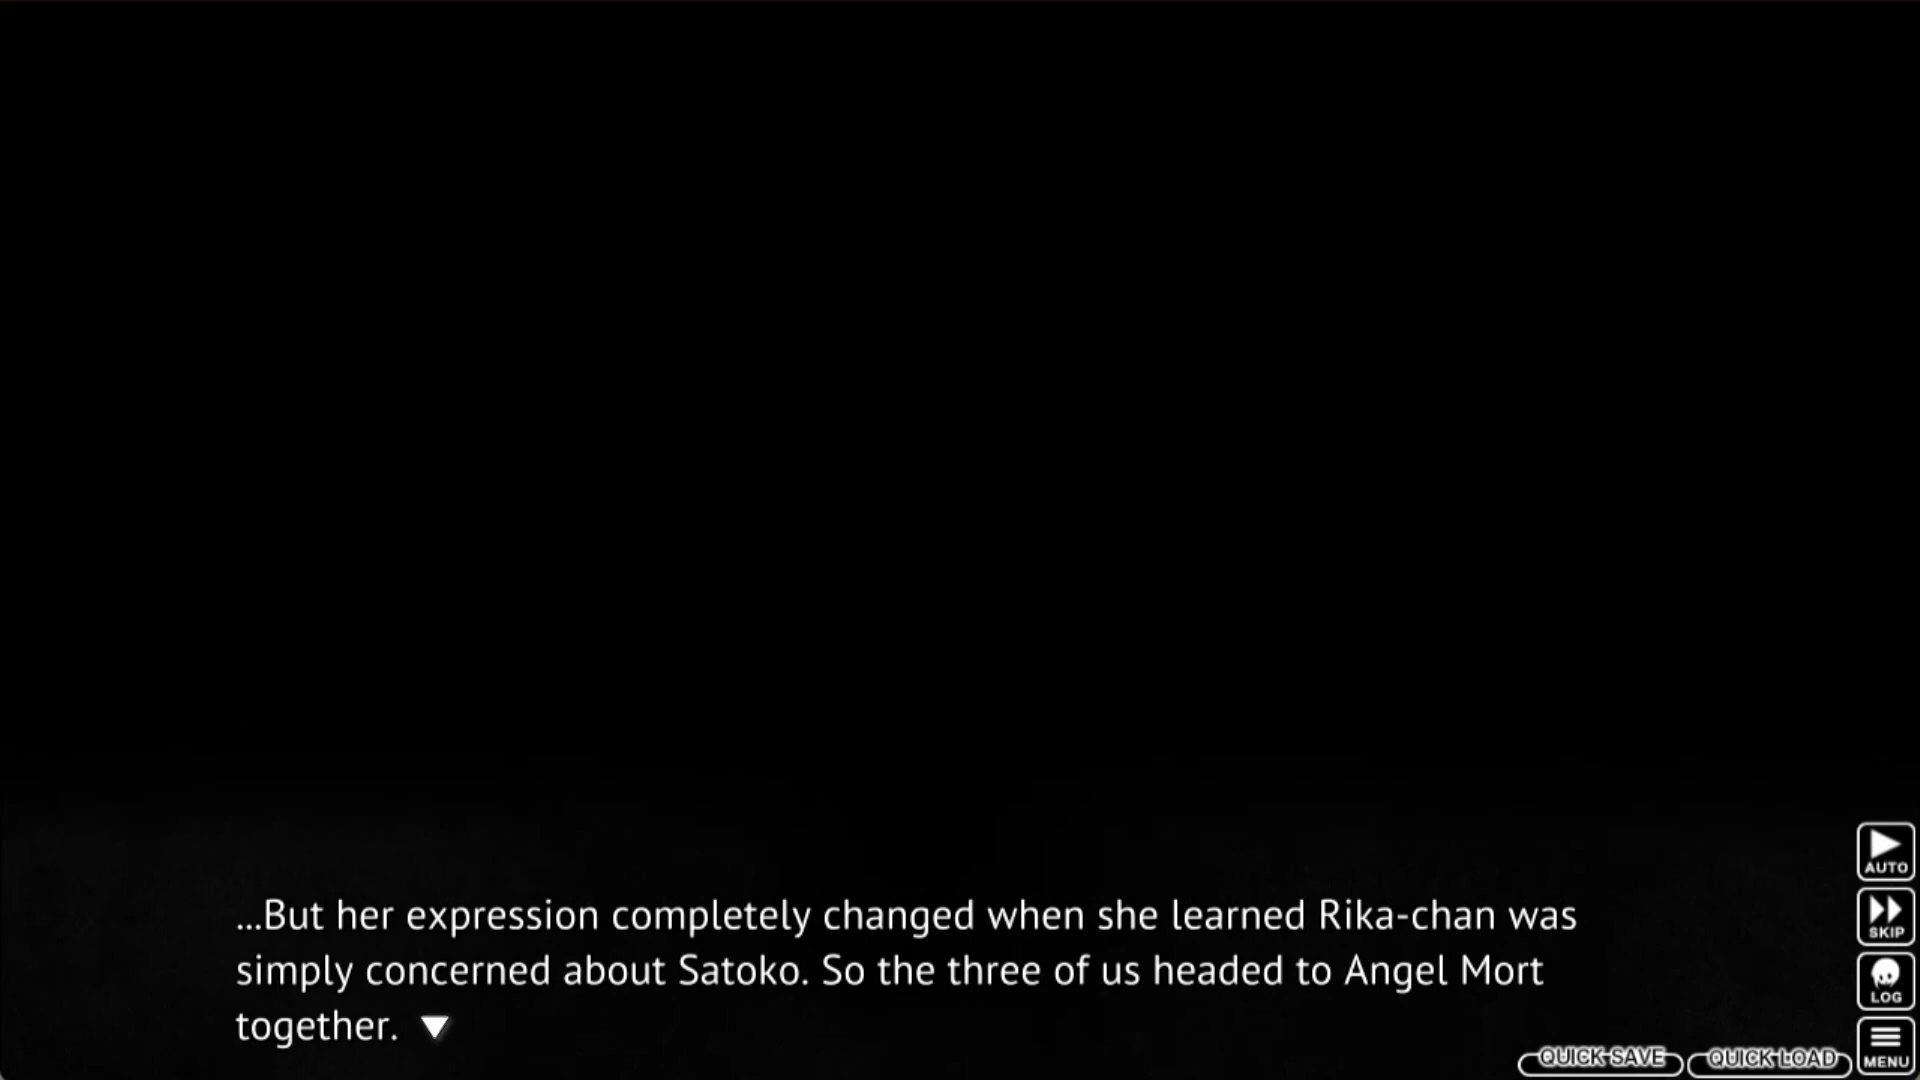 ...But her expression completely changed when she learned Rika-chan was
simply concerned about Satoko. So the three of us headed to Angel Mort
together.
AUTO
SKIP
LOG
MENU
QUICK SAVE
QUICK LOAD